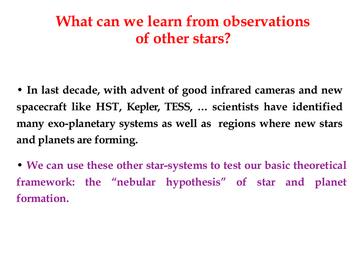 What can we learn from observations
of other stars?
• In last decade, with advent of good infrared cameras and new
spacecraft like HST, Kepler, TESS, … scientists have identified
many exo-planetary systems as well as regions where new stars
and planets are forming.
• We can use these other star-systems to test our basic theoretical
framework: the “nebular hypothesis” of star and planet
formation.